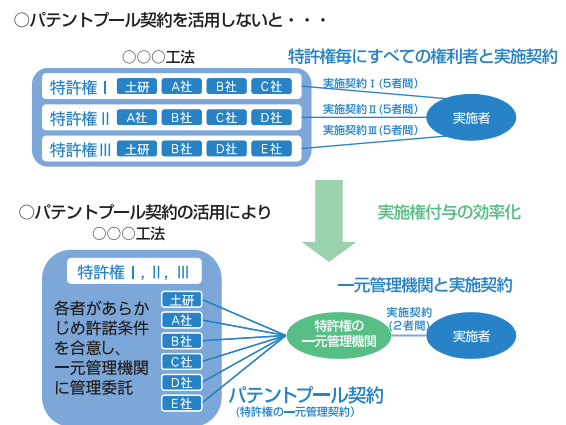 ○パテントプール契約を活用しないと・・・
○○○工法
特許権毎にすべての権利者と実施契約
特許権Ⅰ 土研 A社 B社 C社
特許権Ⅱ A社 B社 C社 D社
特許権Ⅲ 土研 B社 D社 E社
実施契約Ⅰ(5者間)
実施契約Ⅱ(5者間)
実施契約Ⅲ(5者間)
実施者
実施権付与の効率化
○パテントプール契約の活用により
○○○工法
特許権Ⅰ,Ⅱ,Ⅲ
各者があらか
じめ許諾条件
を合意し、
一元管理機関
に管理委託
土研
A社
B社
C社
D社
E社
一元管理機関と実施契約
特許権の
一元管理機関
実施契約
(2者間)
実施者
パテントプール契約
(特許権の一元管理契約)